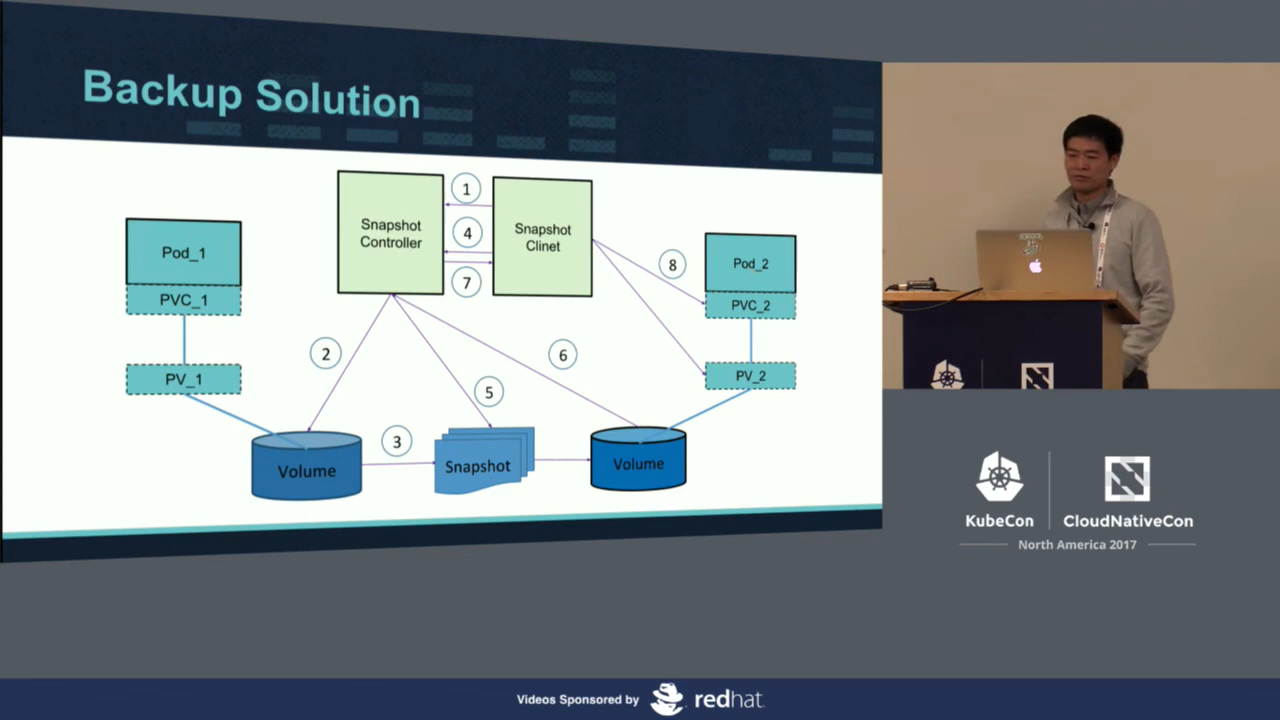 Backup Solution
Snapshot
Controller
1
4
7
Snapshot
Clinet
Pod_1
PVC_1
PV_1
8
Pod_2
PVC_2
PV_2
2
6
5
3
Volume
Snapshot
Volume
KubeCon
CloudNativeCon
North America 2017
Videos Sponsored by
redhat